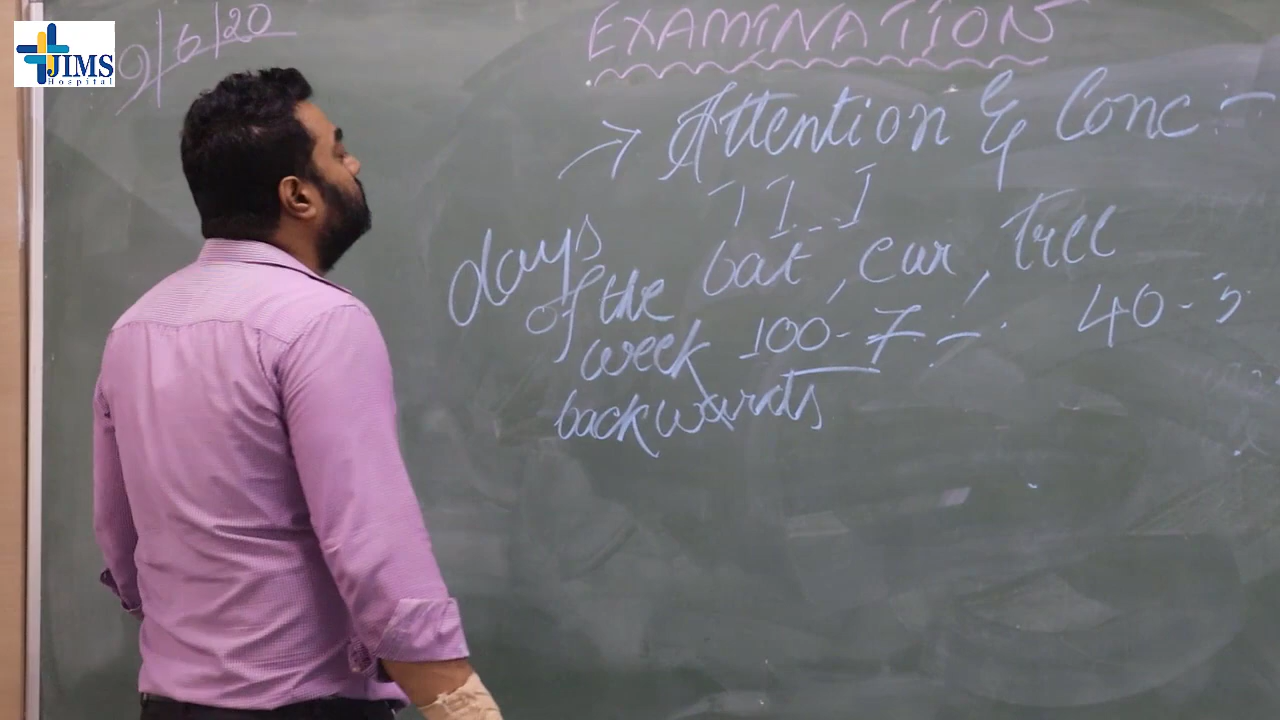 JIMS
Hospital
9/6/20
EXAMINATION
→ Attention & Conc :-
days of the week backwards
bat, car, tree
100-7 =
40-3